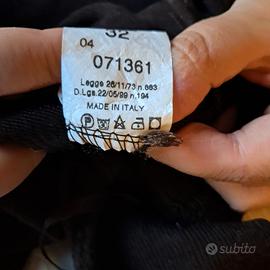 32
04
071361
Legge 26/11/73 n.883
D.Lgs.22/05/99 n.194
MADE IN ITALY
P
subito